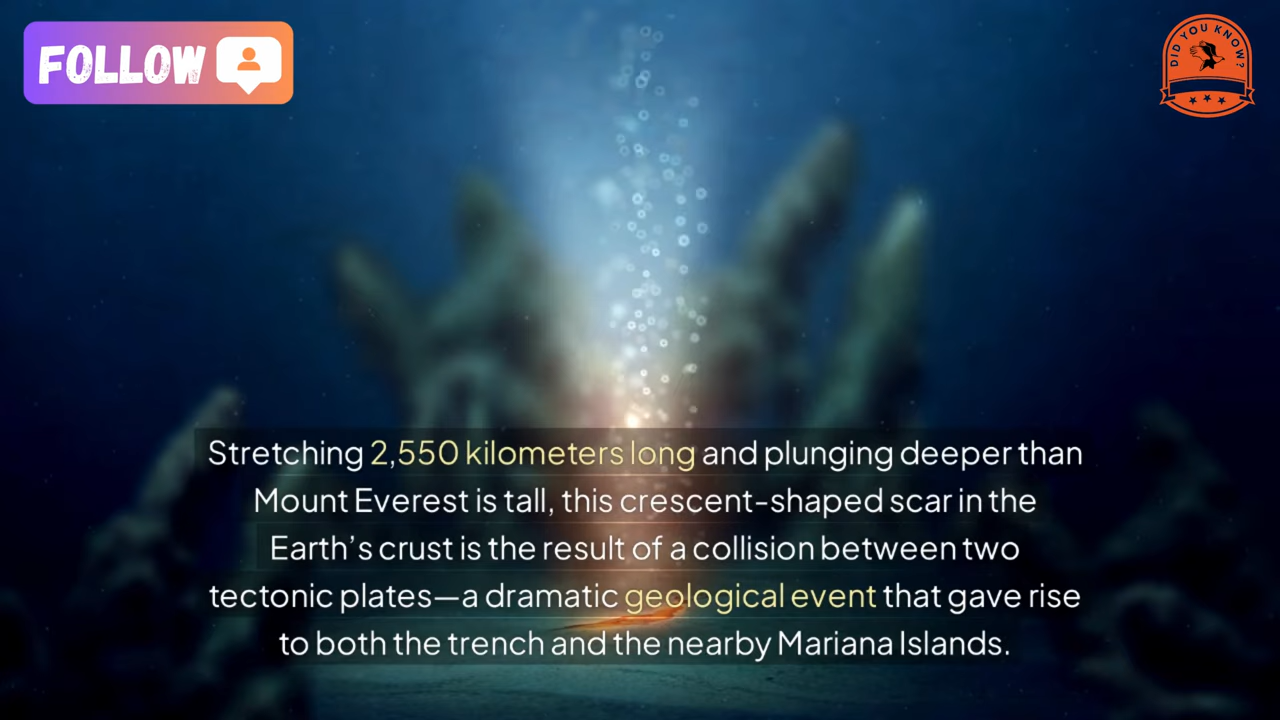 FOLLOW
DID YOU KNOW?
Stretching 2,550 kilometers long and plunging deeper than
Mount Everest is tall, this crescent-shaped scar in the
Earth’s crust is the result of a collision between two
tectonic plates—a dramatic geological event that gave rise
to both the trench and the nearby Mariana Islands.